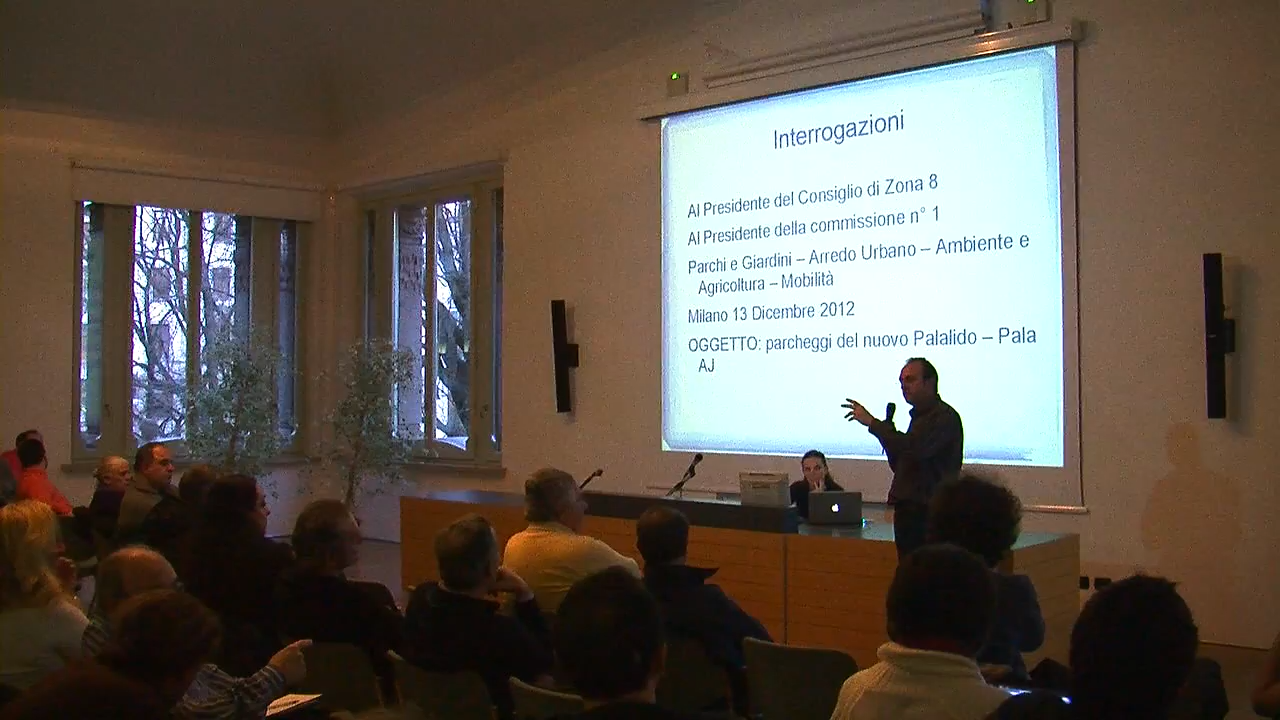 Interrogazioni
Al Presidente del Consiglio di Zona 8
Al Presidente della commissione n° 1
Parchi e Giardini – Arredo Urbano – Ambiente e
Agricoltura – Mobilità
Milano 13 Dicembre 2012
OGGETTO: parcheggi del nuovo Palalido – Pala
AJ